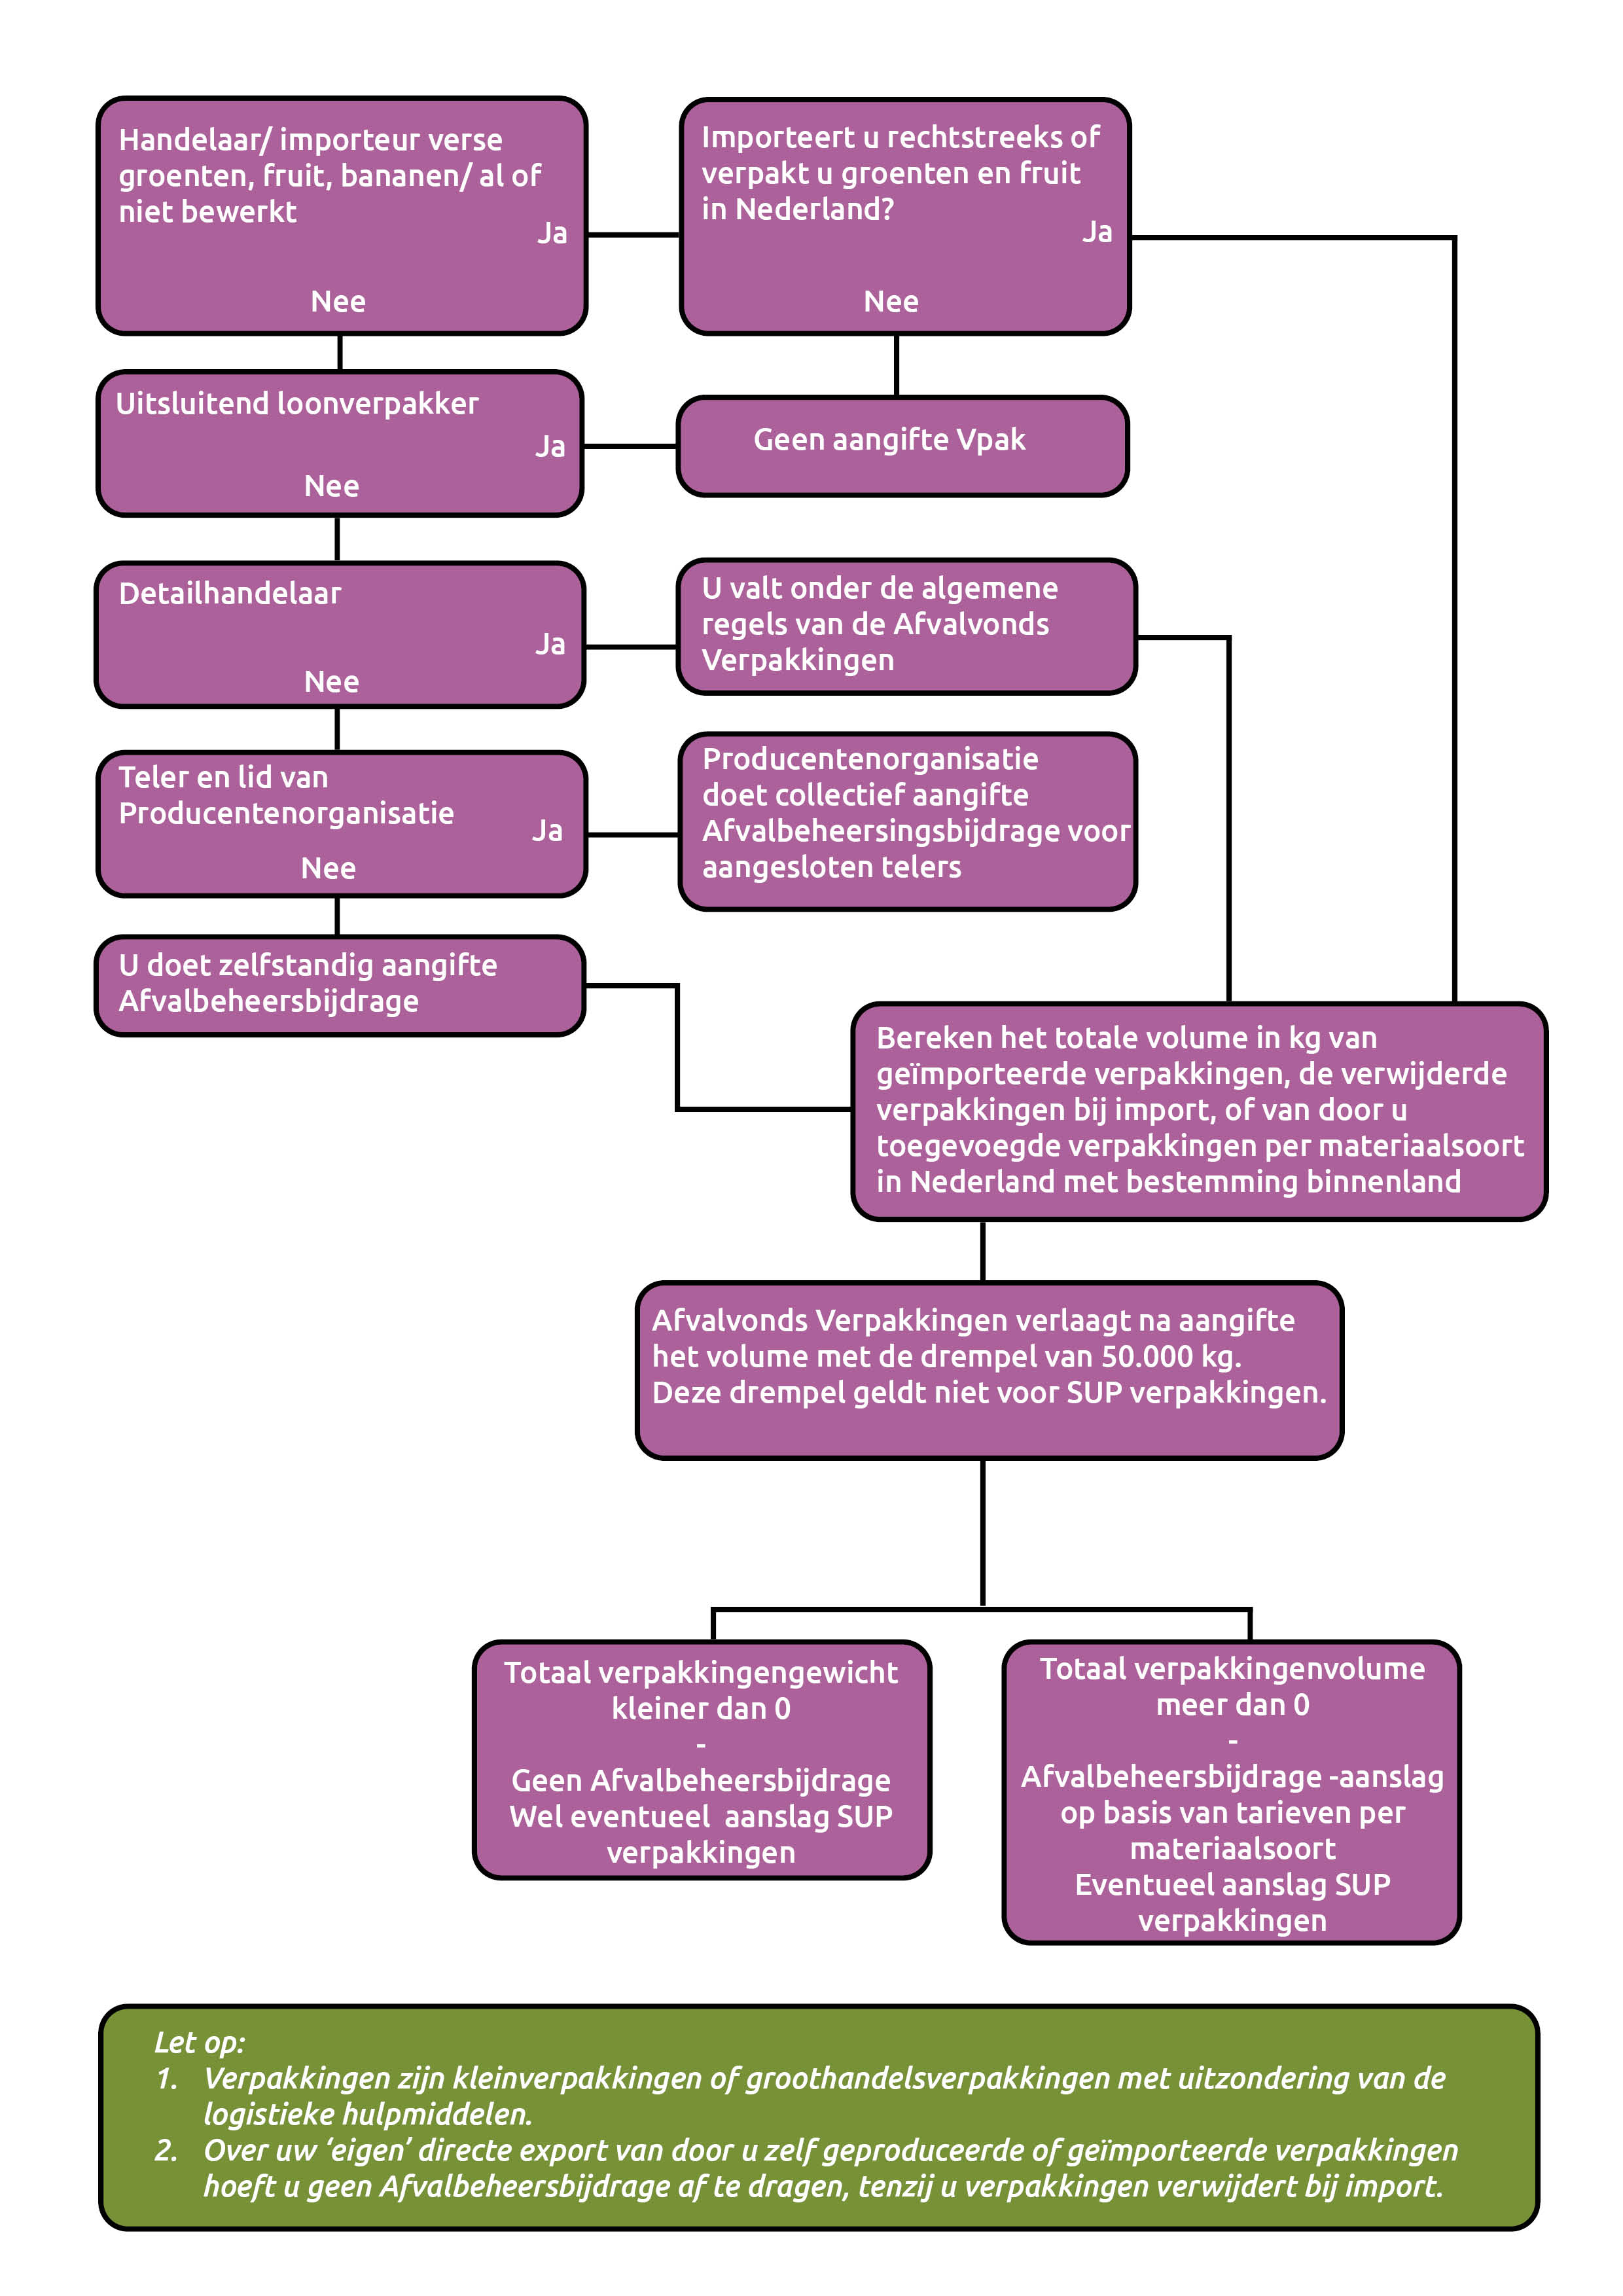 Handelaar/ importeur verse
groenten, fruit, bananen/ al of
niet bewerkt
Ja
Nee
Importeert u rechtstreeks of
verpakt u groenten en fruit
in Nederland?
Ja
Nee
Uitsluitend loonverpakker
Ja
Nee
Geen aangifte Vpak
Detailhandelaar
Ja
Nee
U valt onder de algemene
regels van de Afvalvonds
Verpakkingen
Teler en lid van
Producentenorganisatie
Ja
Nee
Producentenorganisatie
doet collectief aangifte
Afvalbeheersingsbijdrage voor
aangesloten telers
U doet zelfstandig aangifte
Afvalbeheersbijdrage
Bereken het totale volume in kg van
geïmporteerde verpakkingen, de verwijderde
verpakkingen bij import, of van door u
toegevoegde verpakkingen per materiaalsoort
in Nederland met bestemming binnenland
Afvalvonds Verpakkingen verlaagt na aangifte
het volume met de drempel van 50.000 kg.
Deze drempel geldt niet voor SUP verpakkingen.
Totaal verpakkingengewicht
kleiner dan 0
-
Geen Afvalbeheersbijdrage
Wel eventueel  aanslag SUP
verpakkingen
Totaal verpakkingenvolume
meer dan 0
-
Afvalbeheersbijdrage -aanslag
op basis van tarieven per
materiaalsoort
Eventueel aanslag SUP
verpakkingen
Let op:
1. Verpakkingen zijn kleinverpakkingen of groothandelsverpakkingen met uitzondering van de
logistieke hulpmiddelen.
2. Over uw ‘eigen’ directe export van door u zelf geproduceerde of geïmporteerde verpakkingen
hoeft u geen Afvalbeheersbijdrage af te dragen, tenzij u verpakkingen verwijdert bij import.